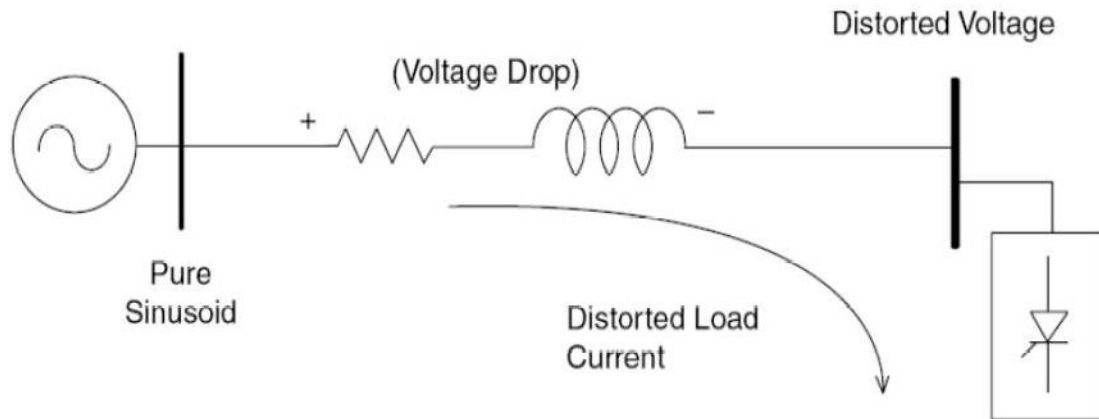 Distorted Voltage
(Voltage Drop)
+
−
Pure
Sinusoid
Distorted Load
Current